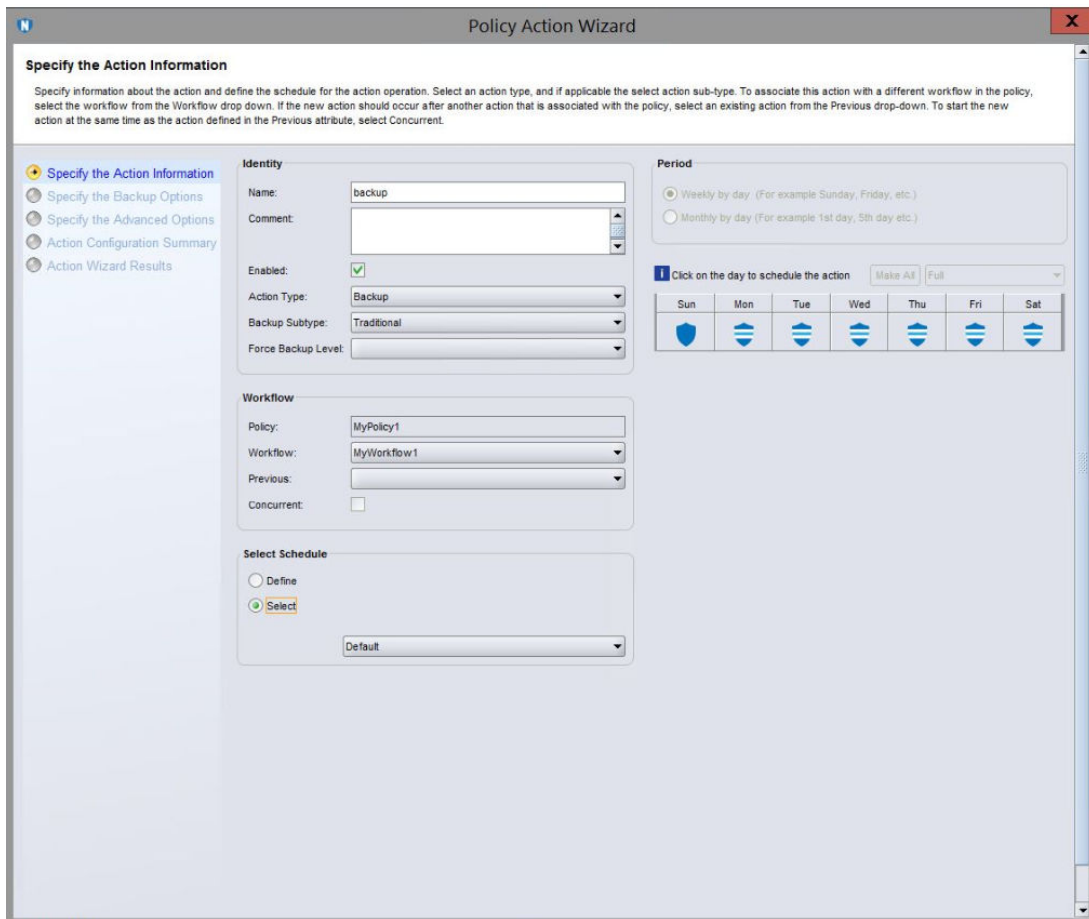 N
Policy Action Wizard
X
Specify the Action Information
Specify information about the action and define the schedule for the action operation. Select an action type, and if applicable the select action sub-type. To associate this action with a different workflow in the policy,
select the workflow from the Workflow drop down. If the new action should occur after another action that is associated with the policy, select an existing action from the Previous drop-down. To start the new
action at the same time as the action defined in the Previous attribute, select Concurrent.
Specify the Action Information
Specify the Backup Options
Specify the Advanced Options
Action Configuration Summary
Action Wizard Results
Identity
Name: backup
Comment:
Enabled:
Action Type: Backup
Backup Subtype: Traditional
Force Backup Level:
Workflow
Policy: MyPolicy1
Workflow: MyWorkflow1
Previous:
Concurrent:
Select Schedule
Define
Select
Default
Period
Weekly by day (For example Sunday, Friday, etc.)
Monthly by day (For example 1st day, 5th day etc.)
i Click on the day to schedule the action Make All Full
Sun Mon Tue Wed Thu Fri Sat